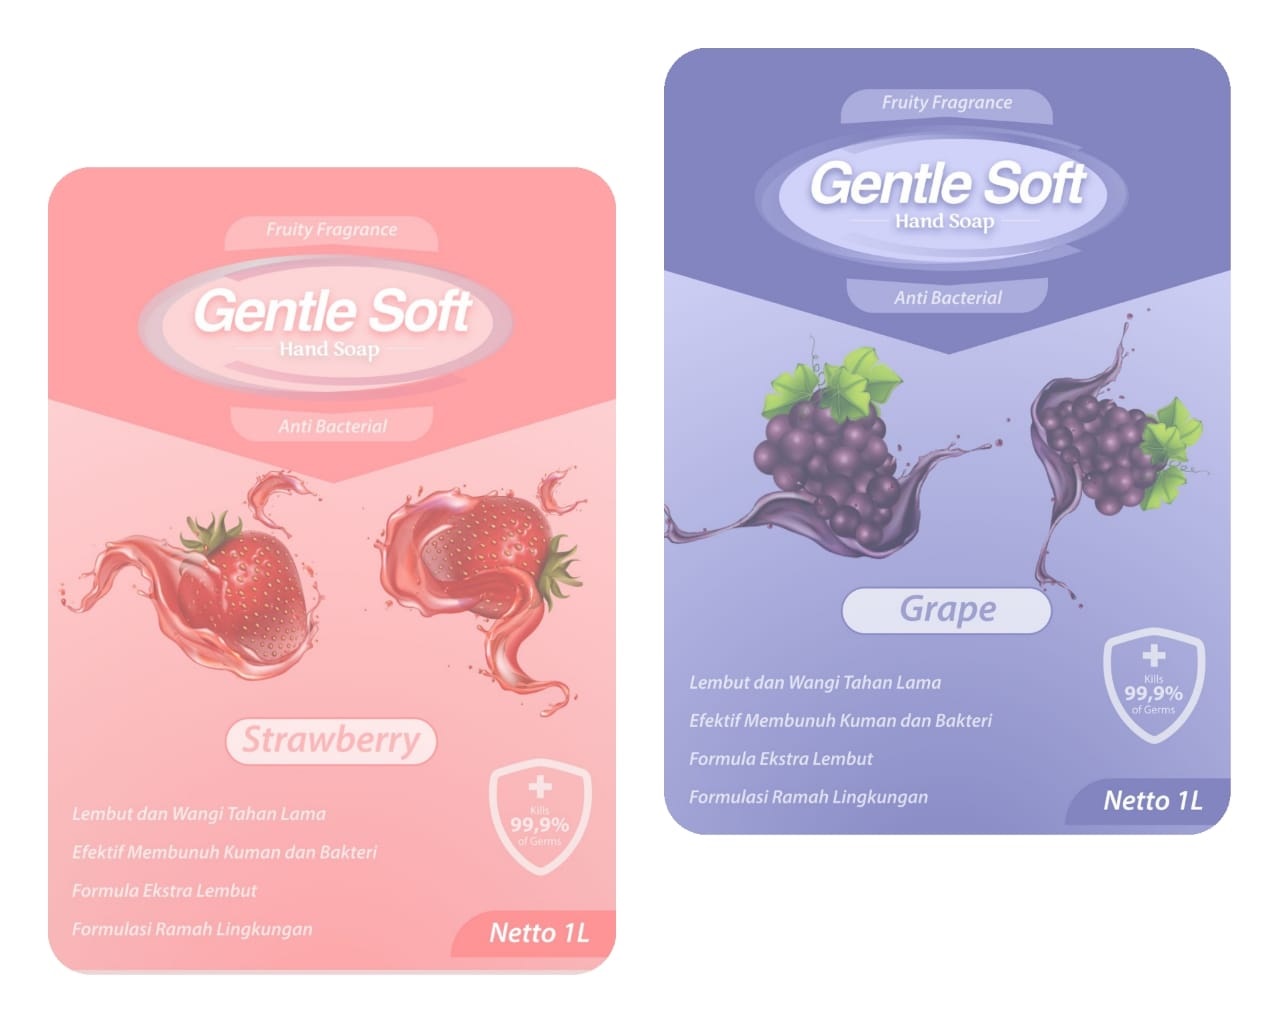 Fruity Fragrance
Gentle Soft
Hand Soap
Anti Bacterial
Strawberry
Lembut dan Wangi Tahan Lama
Efektif Membunuh Kuman dan Bakteri
Formula Ekstra Lembut
Formulasi Ramah Lingkungan
Kills
99,9%
of Germs
Netto 1L
Fruity Fragrance
Gentle Soft
Hand Soap
Anti Bacterial
Grape
Lembut dan Wangi Tahan Lama
Efektif Membunuh Kuman dan Bakteri
Formula Ekstra Lembut
Formulasi Ramah Lingkungan
Kills
99,9%
of Germs
Netto 1L